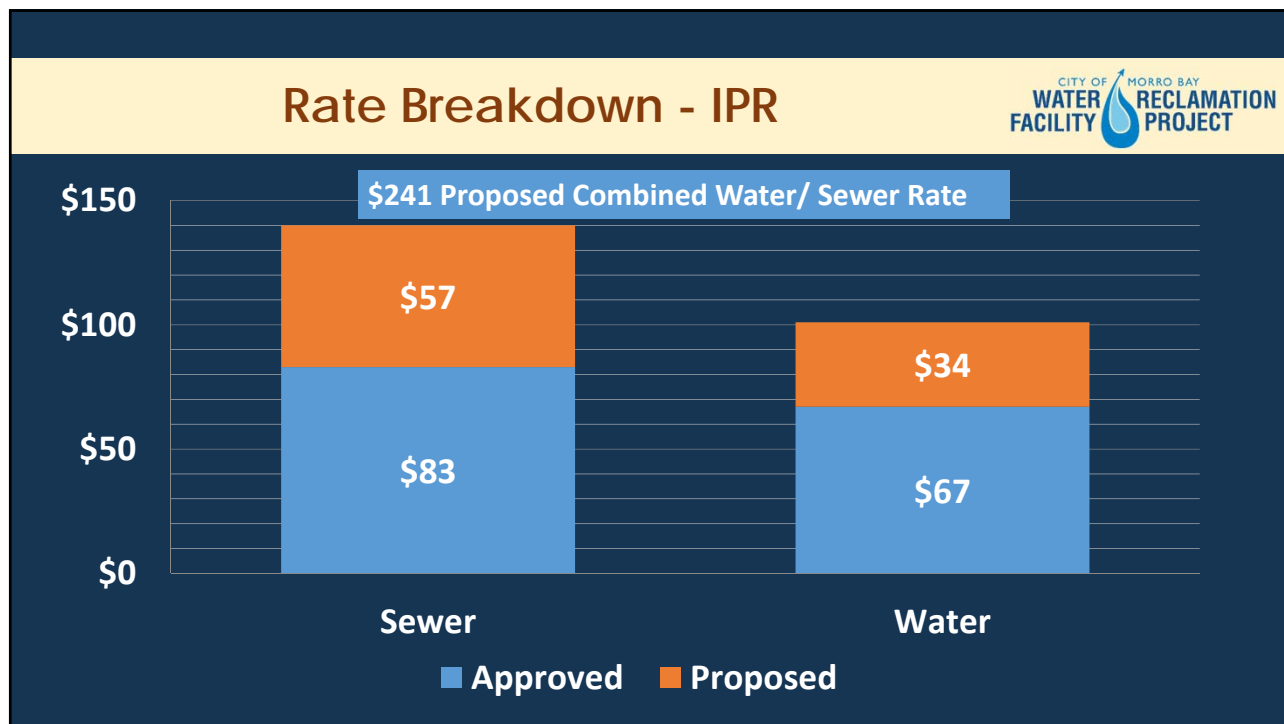 Rate Breakdown - IPR
CITY OF MORRO BAY
WATER RECLAMATION
FACILITY PROJECT
$241 Proposed Combined Water/ Sewer Rate
$150
$100
$50
$0
$57
$83
$34
$67
Sewer
Water
Approved
Proposed